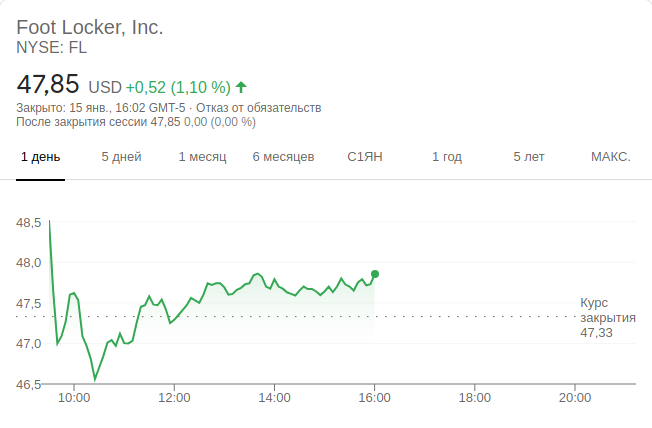 Foot Locker, Inc.
NYSE: FL
47,85 USD +0,52 (1,10 %)
Закрыто: 15 янв., 16:02 GMT-5 · Отказ от обязательств
После закрытия сессии 47,85 0,00 (0,00 %)
1 день 5 дней 1 месяц 6 месяцев С1ЯН 1 год 5 лет МАКС.
48,5
48,0
47,5
47,0
46,5
Курс
закрытия
47,33
10:00 12:00 14:00 16:00 18:00 20:00